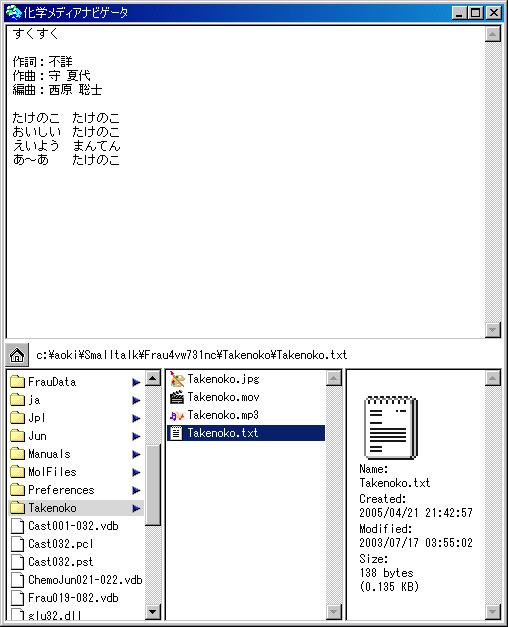 化学メディアナビゲータ
すくすく
作詞：不詳
作曲：守 夏代
編曲：西原 聡士
たけのこ たけのこ
おいしい たけのこ
えいよう まんてん
あ～あ たけのこ
c:¥aoki¥Smalltalk¥Frau4vw731nc¥Takenoko¥Takenoko.txt
FrauData
ja
Jpl
Jun
Manuals
MolFiles
Preferences
Takenoko
Cast001-032.vdb
Cast032.pcl
Cast032.pst
ChemoJun021-022.vdb
Frau019-082.vdb
glu32.dll
Takenoko.jpg
Takenoko.mov
Takenoko.mp3
Takenoko.txt
Name:
Takenoko.txt
Created:
2005/04/21 21:42:57
Modified:
2003/07/17 03:55:02
Size:
138 bytes
(0.135 KB)